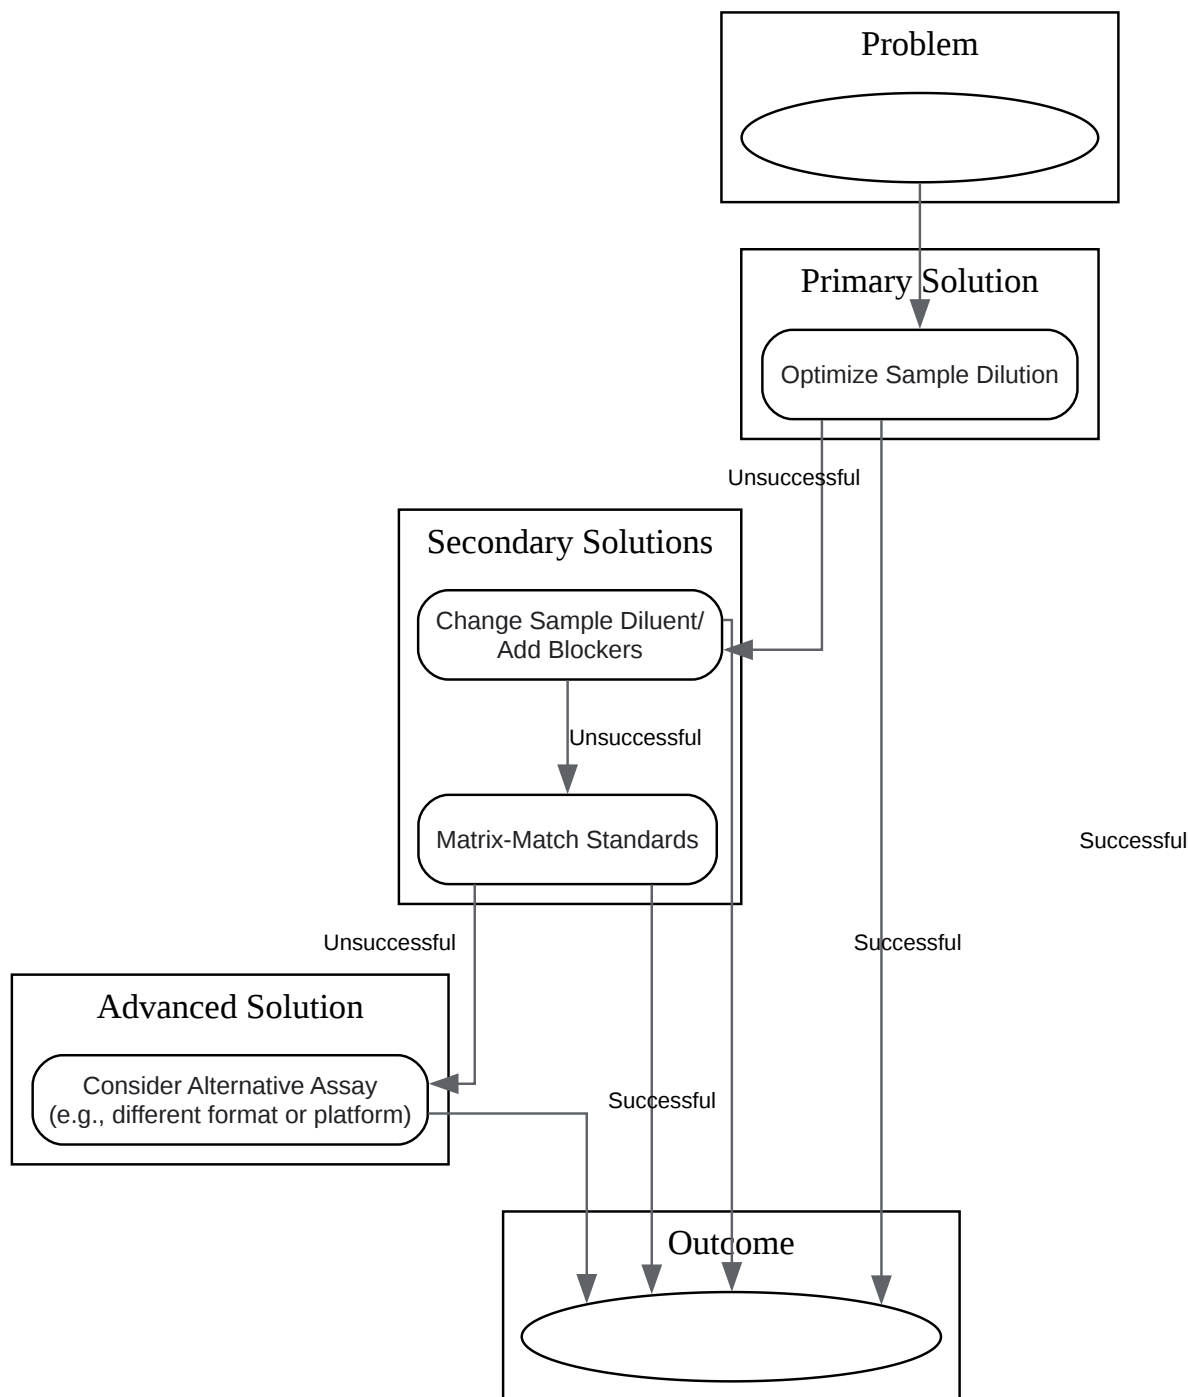 Problem
Primary Solution
Optimize Sample Dilution
Unsuccessful
Secondary Solutions
Change Sample Diluent/
Add Blockers
Unsuccessful
Matrix-Match Standards
Successful
Unsuccessful
Successful
Advanced Solution
Consider Alternative Assay
(e.g., different format or platform)
Successful
Outcome